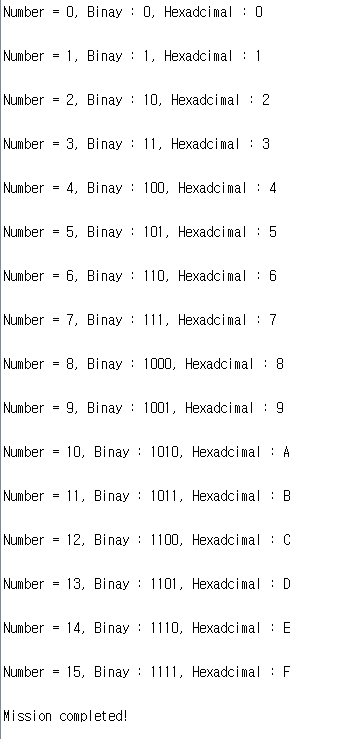 Number = 0, Binay : 0, Hexadcimal : 0
Number = 1, Binay : 1, Hexadcimal : 1
Number = 2, Binay : 10, Hexadcimal : 2
Number = 3, Binay : 11, Hexadcimal : 3
Number = 4, Binay : 100, Hexadcimal : 4
Number = 5, Binay : 101, Hexadcimal : 5
Number = 6, Binay : 110, Hexadcimal : 6
Number = 7, Binay : 111, Hexadcimal : 7
Number = 8, Binay : 1000, Hexadcimal : 8
Number = 9, Binay : 1001, Hexadcimal : 9
Number = 10, Binay : 1010, Hexadcimal : A
Number = 11, Binay : 1011, Hexadcimal : B
Number = 12, Binay : 1100, Hexadcimal : C
Number = 13, Binay : 1101, Hexadcimal : D
Number = 14, Binay : 1110, Hexadcimal : E
Number = 15, Binay : 1111, Hexadcimal : F
Mission completed!